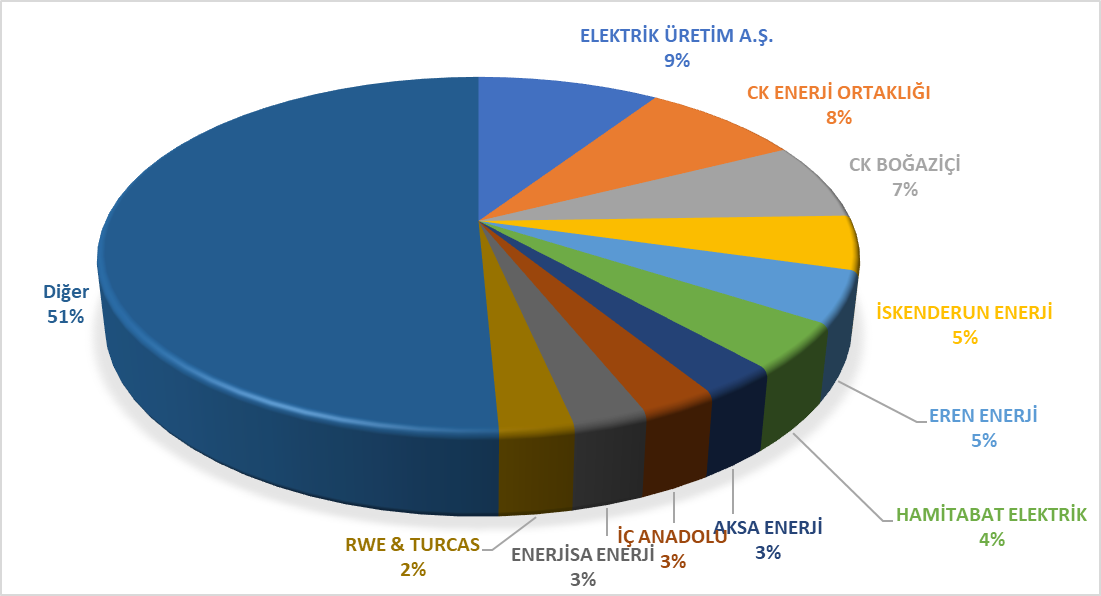 ELEKTRİK ÜRETİM A.Ş.
9%
CK ENERJİ ORTAKLIĞI
8%
CK BOĞAZİÇİ
7%
İSKENDERUN ENERJİ
5%
EREN ENERJİ
5%
HAMİTABAT ELEKTRİK
4%
AKSA ENERJİ
3%
İÇ ANADOLU
3%
ENERJİSA ENERJİ
3%
RWE & TURCAS
2%
Diğer
51%